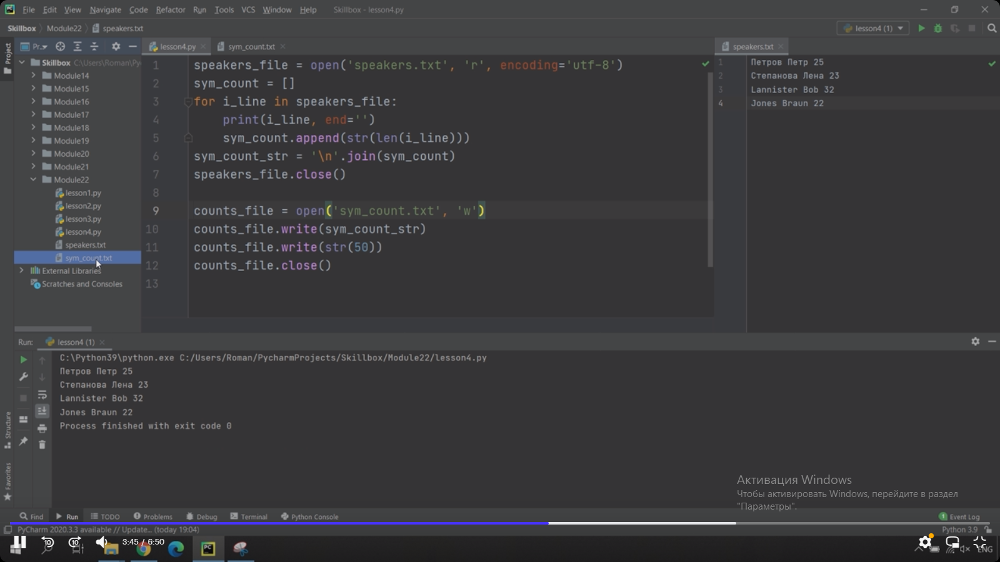 File Edit View Navigate Code Refactor Run Tools VCS Window Help Skillbox - lesson4.py
Skillbox Module22 speakers.txt lesson4 (1)
Project Pr... lesson4.py sym_count.txt speakers.txt
Skillbox C:\Users\Roman\Py
Module14
Module15
Module16
Module17
Module18
Module19
Module20
Module21
Module22
lesson1.py
lesson2.py
lesson3.py
lesson4.py
speakers.txt
sym_count.txt
External Libraries
Scratches and Consoles
1 speakers_file = open('speakers.txt', 'r', encoding='utf-8')
2 sym_count = []
3 for i_line in speakers_file:
4 print(i_line, end='')
5 sym_count.append(str(len(i_line)))
6 sym_count_str = '\n'.join(sym_count)
7 speakers_file.close()
8
9 counts_file = open('sym_count.txt', 'w')
10 counts_file.write(sym_count_str)
11 counts_file.write(str(50))
12 counts_file.close()
13
1 Петров Петр 25
2 Степанова Лена 23
3 Lannister Bob 32
4 Jones Braun 22
Run: lesson4 (1)
C:\Python39\python.exe C:/Users/Roman/PycharmProjects/Skillbox/Module22/lesson4.py
Петров Петр 25
Степанова Лена 23
Lannister Bob 32
Jones Braun 22
Process finished with exit code 0
Structure
Favorites
Активация Windows
Чтобы активировать Windows, перейдите в раздел
"Параметры".
Find Run TODO Problems Debug Terminal Python Console 1 Event Log
PyCharm 2020.3.3 available // Update... (today 19:04) Python 3.9
10 10 3:45 / 6:50 PC ENG